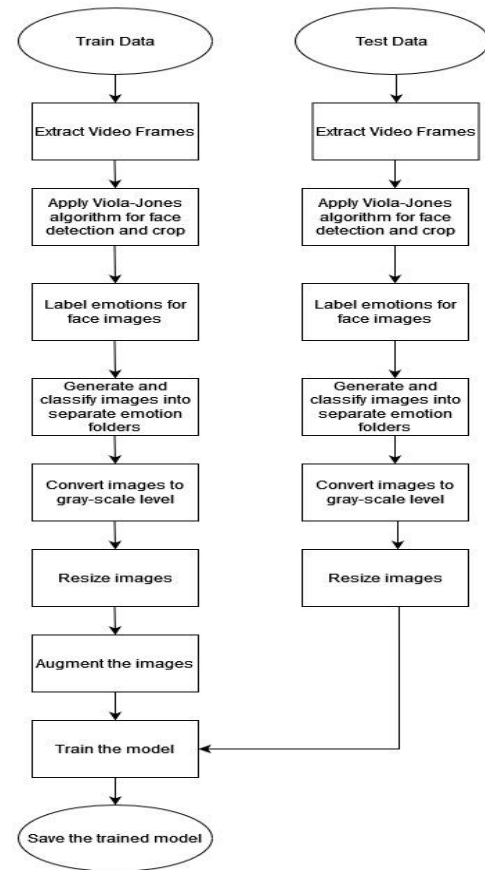 Train Data
Extract Video Frames
Apply Viola-Jones
algorithm for face
detection and crop
Label emotions for
face images
Generate and
classify images into
separate emotion
folders
Convert images to
gray-scale level
Resize images
Augment the images
Train the model
Save the trained model
Test Data
Extract Video Frames
Apply Viola-Jones
algorithm for face
detection and crop
Label emotions for
face images
Generate and
classify images into
separate emotion
folders
Convert images to
gray-scale level
Resize images